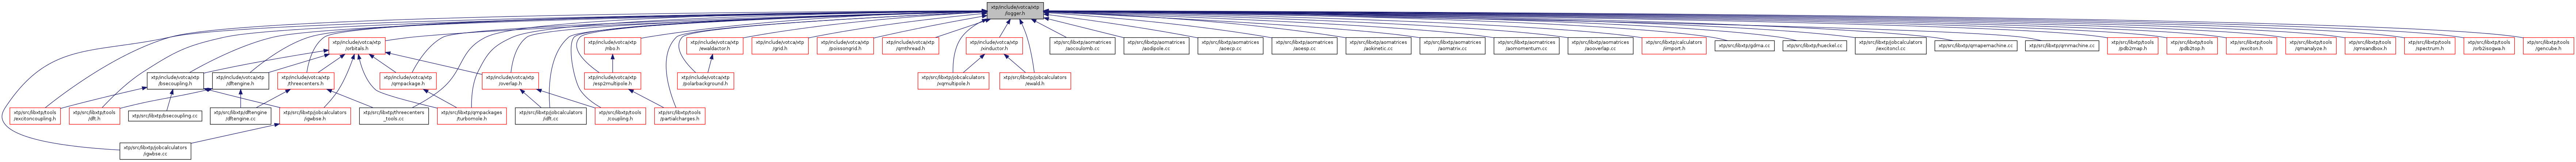 xtp/include/votca/xtp
/logger.h
xtp/include/votca/xtp
/orbitals.h
xtp/include/votca/xtp
/nbo.h
xtp/include/votca/xtp
/ewaldactor.h
xtp/include/votca/xtp
/grid.h
xtp/include/votca/xtp
/poissongrid.h
xtp/include/votca/xtp
/qmthread.h
xtp/include/votca/xtp
/xinductor.h
xtp/src/libxtp/aomatrices
/aocoulomb.cc
xtp/src/libxtp/aomatrices
/aodipole.cc
xtp/src/libxtp/aomatrices
/aoecp.cc
xtp/src/libxtp/aomatrices
/aoesp.cc
xtp/src/libxtp/aomatrices
/aokinetic.cc
xtp/src/libxtp/aomatrices
/aomatrix.cc
xtp/src/libxtp/aomatrices
/aomomentum.cc
xtp/src/libxtp/aomatrices
/aooverlap.cc
xtp/src/libxtp/calculators
/eimport.h
xtp/src/libxtp/gdma.cc
xtp/src/libxtp/hueckel.cc
xtp/src/libxtp/jobcalculators
/excitoncl.cc
xtp/src/libxtp/qmapemachine.cc
xtp/src/libxtp/qmmachine.cc
xtp/src/libxtp/tools
/pdb2map.h
xtp/src/libxtp/tools
/pdb2top.h
xtp/src/libxtp/tools
/exciton.h
xtp/src/libxtp/tools
/qmanalyze.h
xtp/src/libxtp/tools
/qmsandbox.h
xtp/src/libxtp/tools
/spectrum.h
xtp/src/libxtp/tools
/orb2isogwa.h
xtp/src/libxtp/tools
/gencube.h
xtp/include/votca/xtp
/bsecoupling.h
xtp/include/votca/xtp
/dftengine.h
xtp/include/votca/xtp
/threecenters.h
xtp/include/votca/xtp
/qmpackage.h
xtp/include/votca/xtp
/overlap.h
xtp/include/votca/xtp
/esp2multipole.h
xtp/include/votca/xtp
/polarbackground.h
xtp/src/libxtp/jobcalculators
/xqmultipole.h
xtp/src/libxtp/jobcalculators
/ewald.h
xtp/src/libxtp/tools
/excitoncoupling.h
xtp/src/libxtp/tools
/dft.h
xtp/src/libxtp/bsecoupling.cc
xtp/src/libxtp/dftengine
/dftengine.cc
xtp/src/libxtp/jobcalculators
/gwbse.h
xtp/src/libxtp/threecenters
_tools.cc
xtp/src/libxtp/qmpackages
/turbomole.h
xtp/src/libxtp/jobcalculators
/idft.cc
xtp/src/libxtp/tools
/coupling.h
xtp/src/libxtp/tools
/partialcharges.h
xtp/src/libxtp/jobcalculators
/igwbse.cc